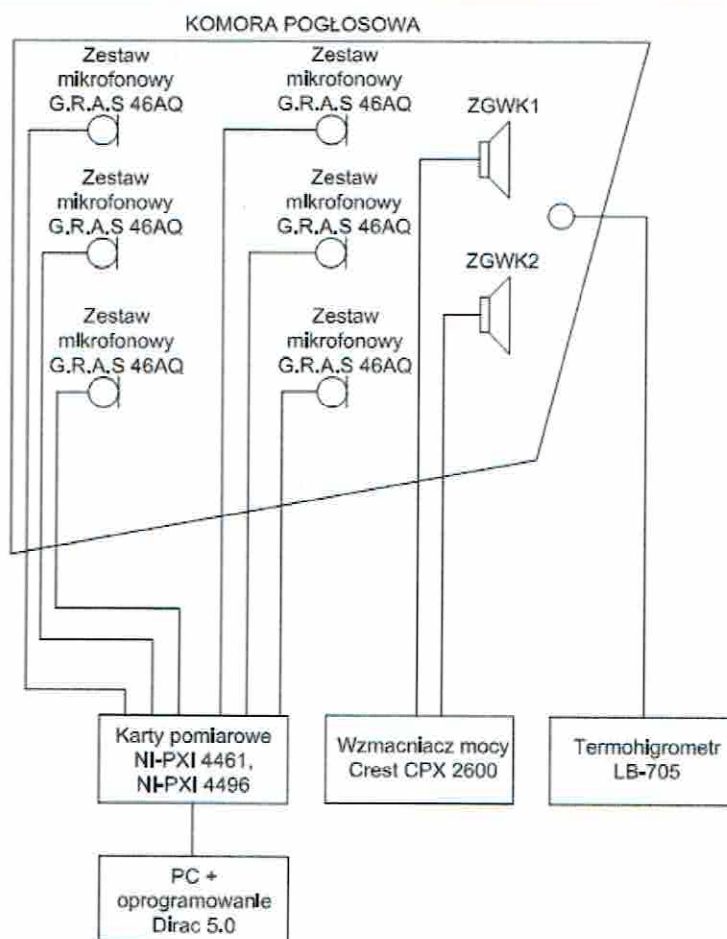 KOMORA POGŁOSOWA
Zestaw
mikrofonowy
G.R.A.S 46AQ
Zestaw
mikrofonowy
G.R.A.S 46AQ
ZGWK1
Zestaw
mikrofonowy
G.R.A.S 46AQ
Zestaw
mikrofonowy
G.R.A.S 46AQ
ZGWK2
Zestaw
mikrofonowy
G.R.A.S 46AQ
Zestaw
mikrofonowy
G.R.A.S 46AQ
Karty pomiarowe
NI-PXI 4461,
NI-PXI 4496
Wzmacniacz mocy
Crest CPX 2600
Termohigrometr
LB-705
PC +
oprogramowanie
Dirac 5.0